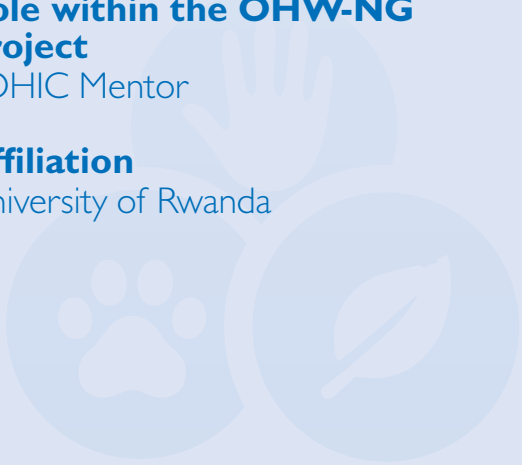 ole within the OHW-NG
roject
OHIC Mentor
ffiliation
niversity of Rwanda